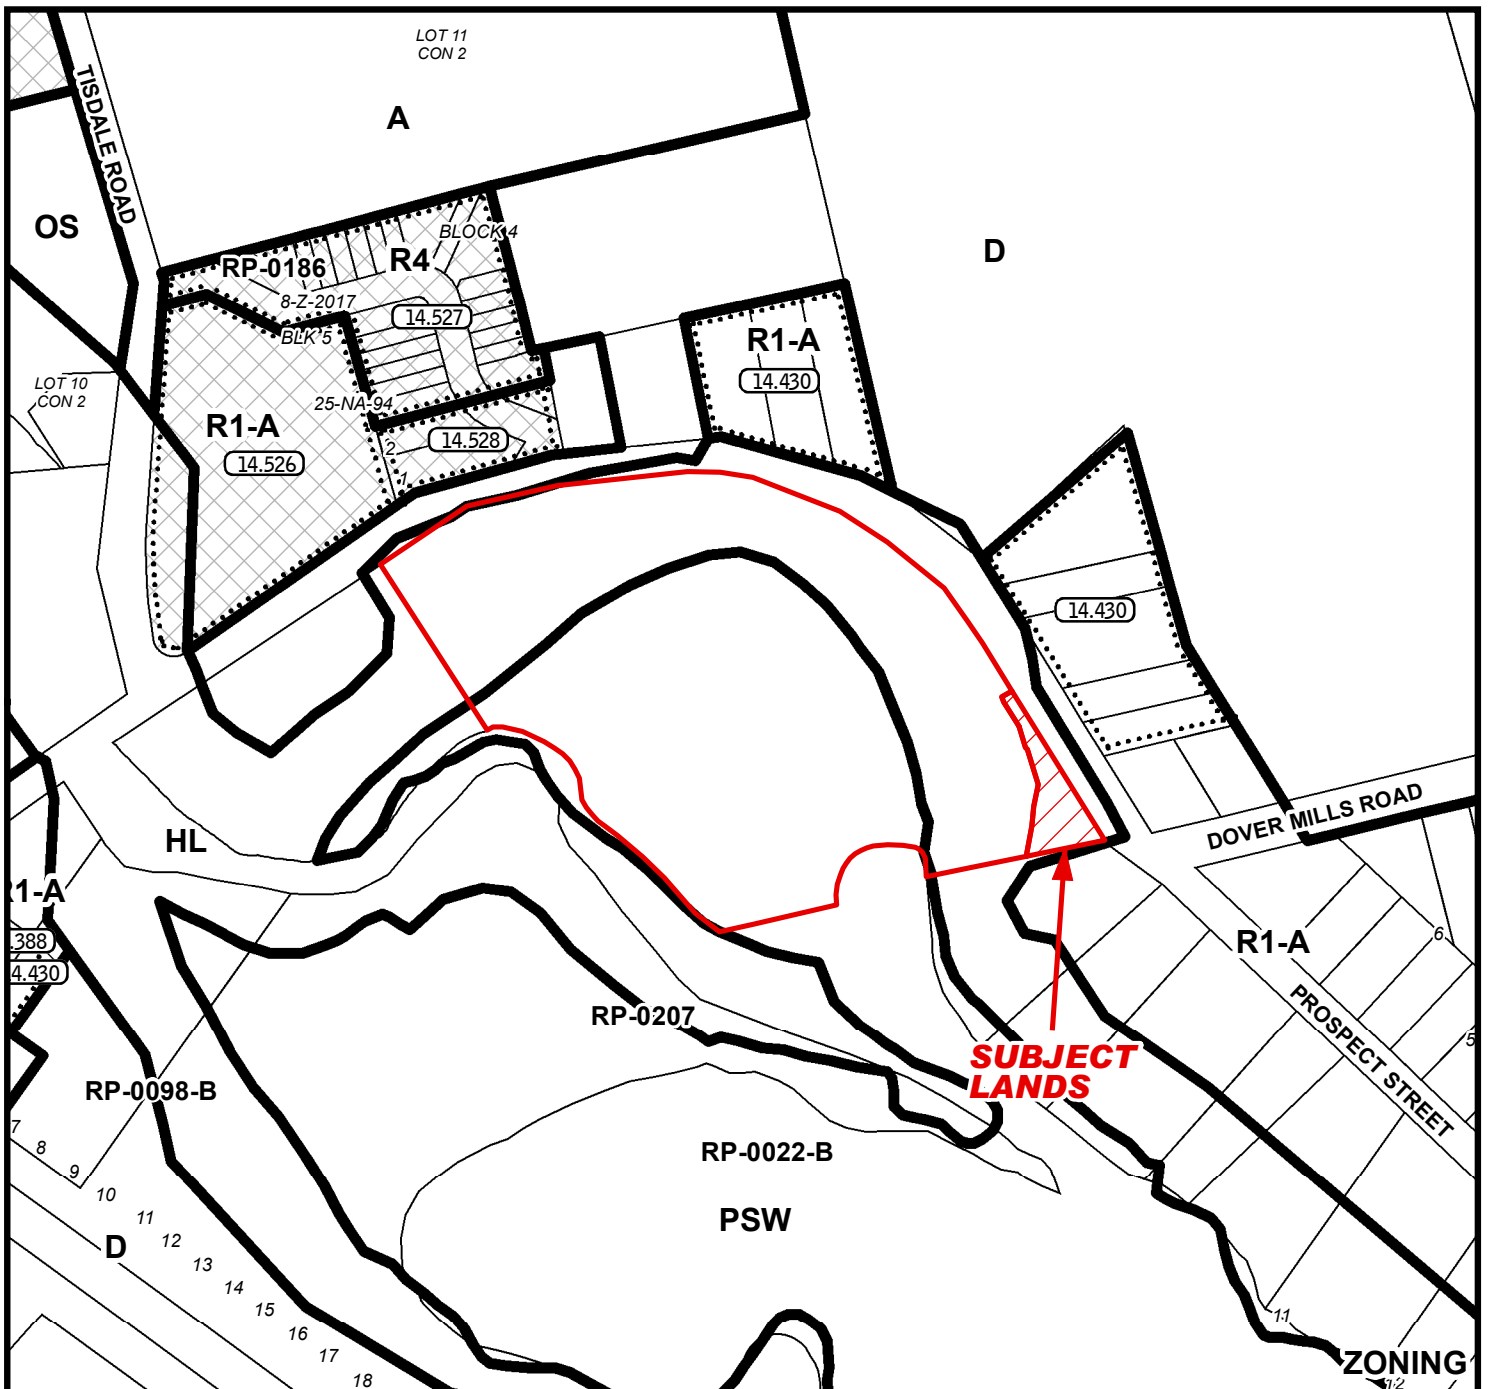 LOT 11
CON 2
TISDALE ROAD
A
OS
D
BLOCK 4
R4
RP-0186
8-Z-2017
14.527
BLK 5
R1-A
14.430
LOT 10
CON 2
25-NA-94
R1-A
14.526
2
14.528
1
14.430
DOVER MILLS ROAD
HL
R1-A
.388
4.430
R1-A
6
RP-0207
PROSPECT STREET
5
SUBJECT
LANDS
RP-0098-B
7
8
9
10
11
12
13
14
15
16
17
18
D
RP-0022-B
PSW
11
ZONING
12